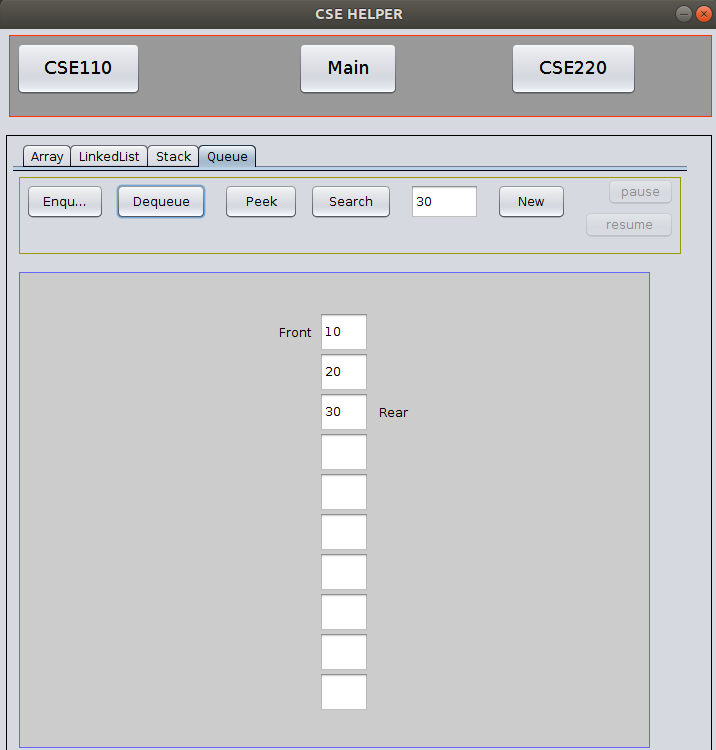 CSE HELPER
CSE110 Main CSE220
Array LinkedList Stack Queue
Enqu... Dequeue Peek Search 30 New pause
resume
Front 10
20
30 Rear